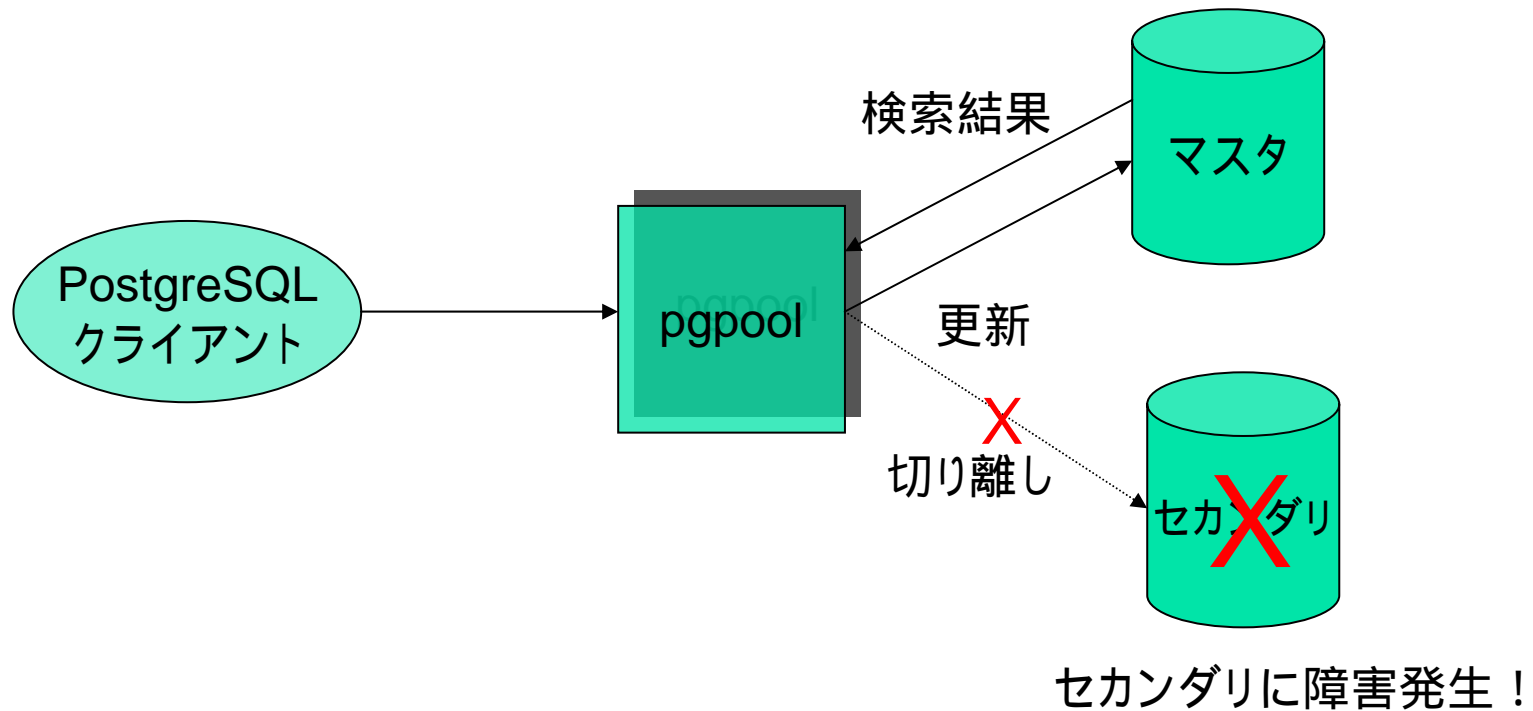 検索結果
マスタ
PostgreSQL
クライアント
pgpool
pgpool
更新
X
切り離し
セカンダリ
X
セカンダリに障害発生！